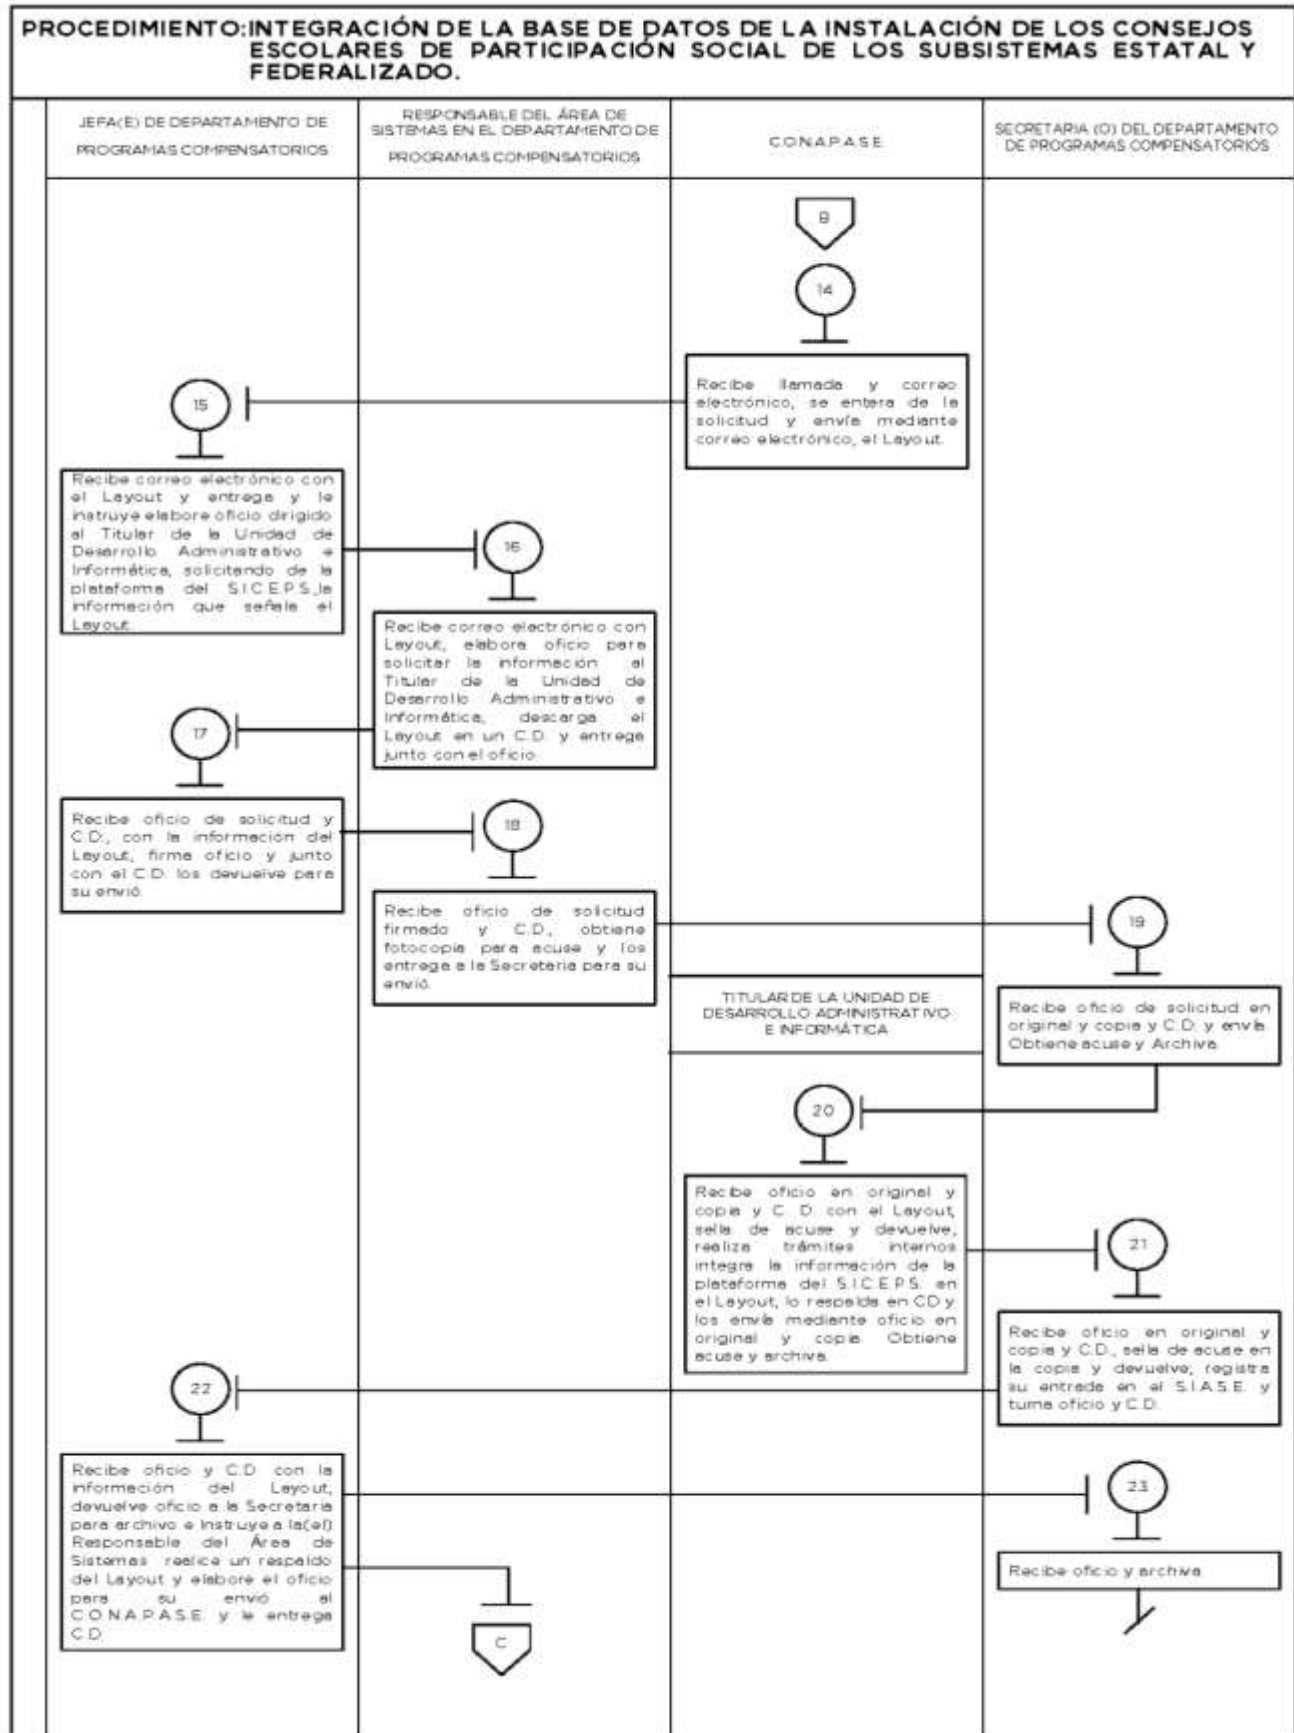 PROCEDIMIENTO: INTEGRACIÓN DE LA BASE DE DATOS DE LA INSTALACIÓN DE LOS CONSEJOS
ESCOLARES DE PARTICIPACIÓN SOCIAL DE LOS SUBSISTEMAS ESTATAL Y
FEDERALIZADO.
JEFA(E) DE DEPARTAMENTO DE
PROGRAMAS COMPENSATORIOS
RESPONSABLE DEL ÁREA DE
SISTEMAS EN EL DEPARTAMENTO DE
PROGRAMAS COMPENSATORIOS
C.O.N.A.P.A.S.E.
SECRETARIA (O) DEL DEPARTAMENTO
DE PROGRAMAS COMPENSATORIOS
B
14
Recibe llamada y correo
electrónico, se entera de la
solicitud y envía mediante
correo electrónico, el Layout.
15
Recibe correo electrónico con
el Layout y entrega y le
instruye elabore oficio dirigido
al Titular de la Unidad de
Desarrollo Administrativo e
Informática, solicitando de la
plataforma del S.I.C.E.P.S.,la
información que señala el
Layout.
16
Recibe correo electrónico con
Layout, elabora oficio para
solicitar la información al
Titular de la Unidad de
Desarrollo Administrativo e
Informática, descarga el
Layout en un C.D. y entrega
junto con el oficio.
17
Recibe oficio de solicitud y
C.D., con la información del
Layout, firma oficio y junto
con el C.D. los devuelve para
su envió.
18
Recibe oficio de solicitud
firmado y C.D., obtiene
fotocopia para acuse y los
entrega a la Secretaria para su
envió.
19
Recibe oficio de solicitud en
original y copia y C.D. y envía.
Obtiene acuse y Archiva.
TITULAR DE LA UNIDAD DE
DESARROLLO ADMINISTRATIVO
E INFORMÁTICA
20
Recibe oficio en original y
copia y C. D. con el Layout,
sella de acuse y devuelve,
realiza trámites internos
integra la información de la
plataforma del S.I.C.E.P.S. en
el Layout, lo respalda en CD y
los envía mediante oficio en
original y copia. Obtiene
acuse y archiva.
21
Recibe oficio en original y
copia y C.D., sella de acuse en
la copia y devuelve, registra
su entrada en el S.I.A.S.E. y
turna oficio y C.D.
22
Recibe oficio y C.D. con la
información del Layout,
devuelve oficio a la Secretaria
para archivo e Instruye a la(el)
Responsable del Área de
Sistemas realice un respaldo
del Layout y elabore el oficio
para su envió al
C.O.N.A.P.A.S.E. y le entrega
C.D.
23
Recibe oficio y archiva.
C